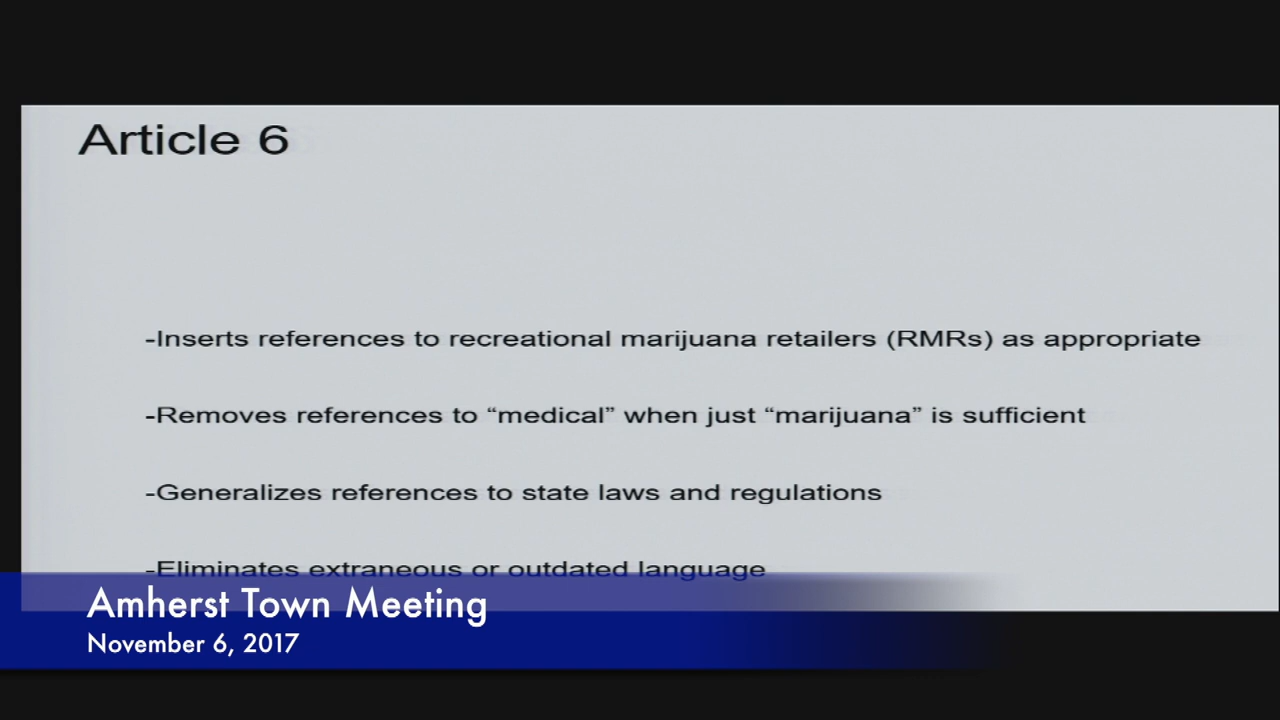 Article 6
-Inserts references to recreational marijuana retailers (RMRs) as appropriate
-Removes references to “medical” when just “marijuana” is sufficient
-Generalizes references to state laws and regulations
-Eliminates extraneous or outdated language
Amherst Town Meeting
November 6, 2017